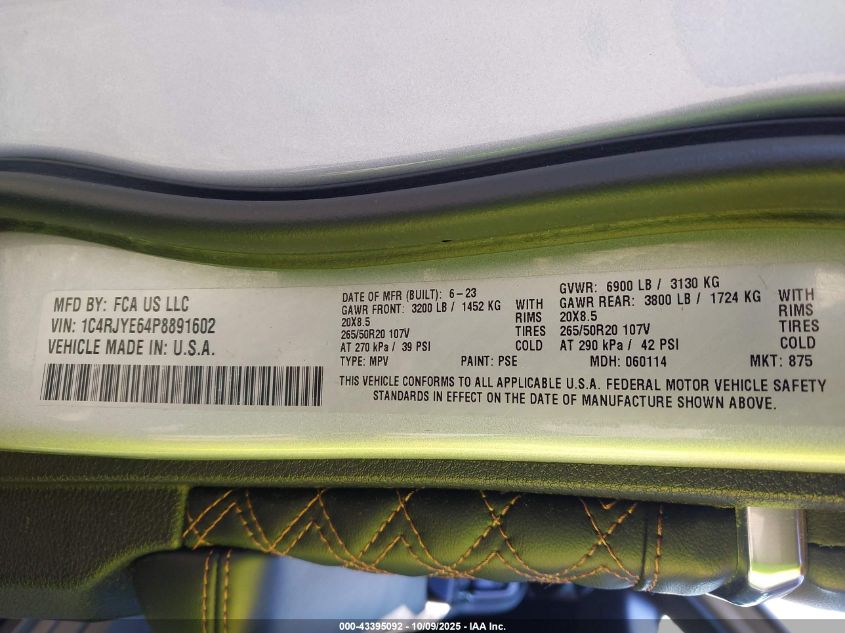 MFD BY: FCA US LLC
VIN: 1C4RJYE64P8891602
VEHICLE MADE IN: U.S.A.
DATE OF MFR (BUILT): 6-23
GAWR FRONT: 3200 LB / 1452 KG WITH
20X8.5 RIMS
265/50R20 107V TIRES
AT 270 kPa / 39 PSI COLD
GVWR: 6900 LB / 3130 KG
GAWR REAR: 3800 LB / 1724 KG WITH
20X8.5 RIMS
265/50R20 107V TIRES
AT 290 kPa / 42 PSI COLD
TYPE: MPV PAINT: PSE MDH: 060114 MKT: 875
THIS VEHICLE CONFORMS TO ALL APPLICABLE U.S.A. FEDERAL MOTOR VEHICLE SAFETY
STANDARDS IN EFFECT ON THE DATE OF MANUFACTURE SHOWN ABOVE.
000-43395092 - 10/09/2025 - IAA Inc.